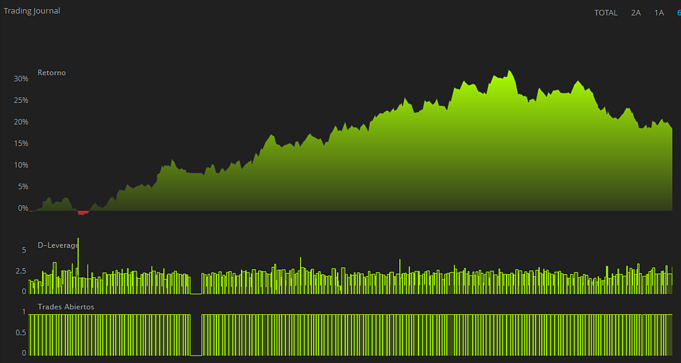 Trading Journal
TOTAL 2A 1A 6
Retorno
30%
25%
20%
15%
10%
5%
0%
D-Leverage
5
2.5
0
Trades Abiertos
1
0.5
0